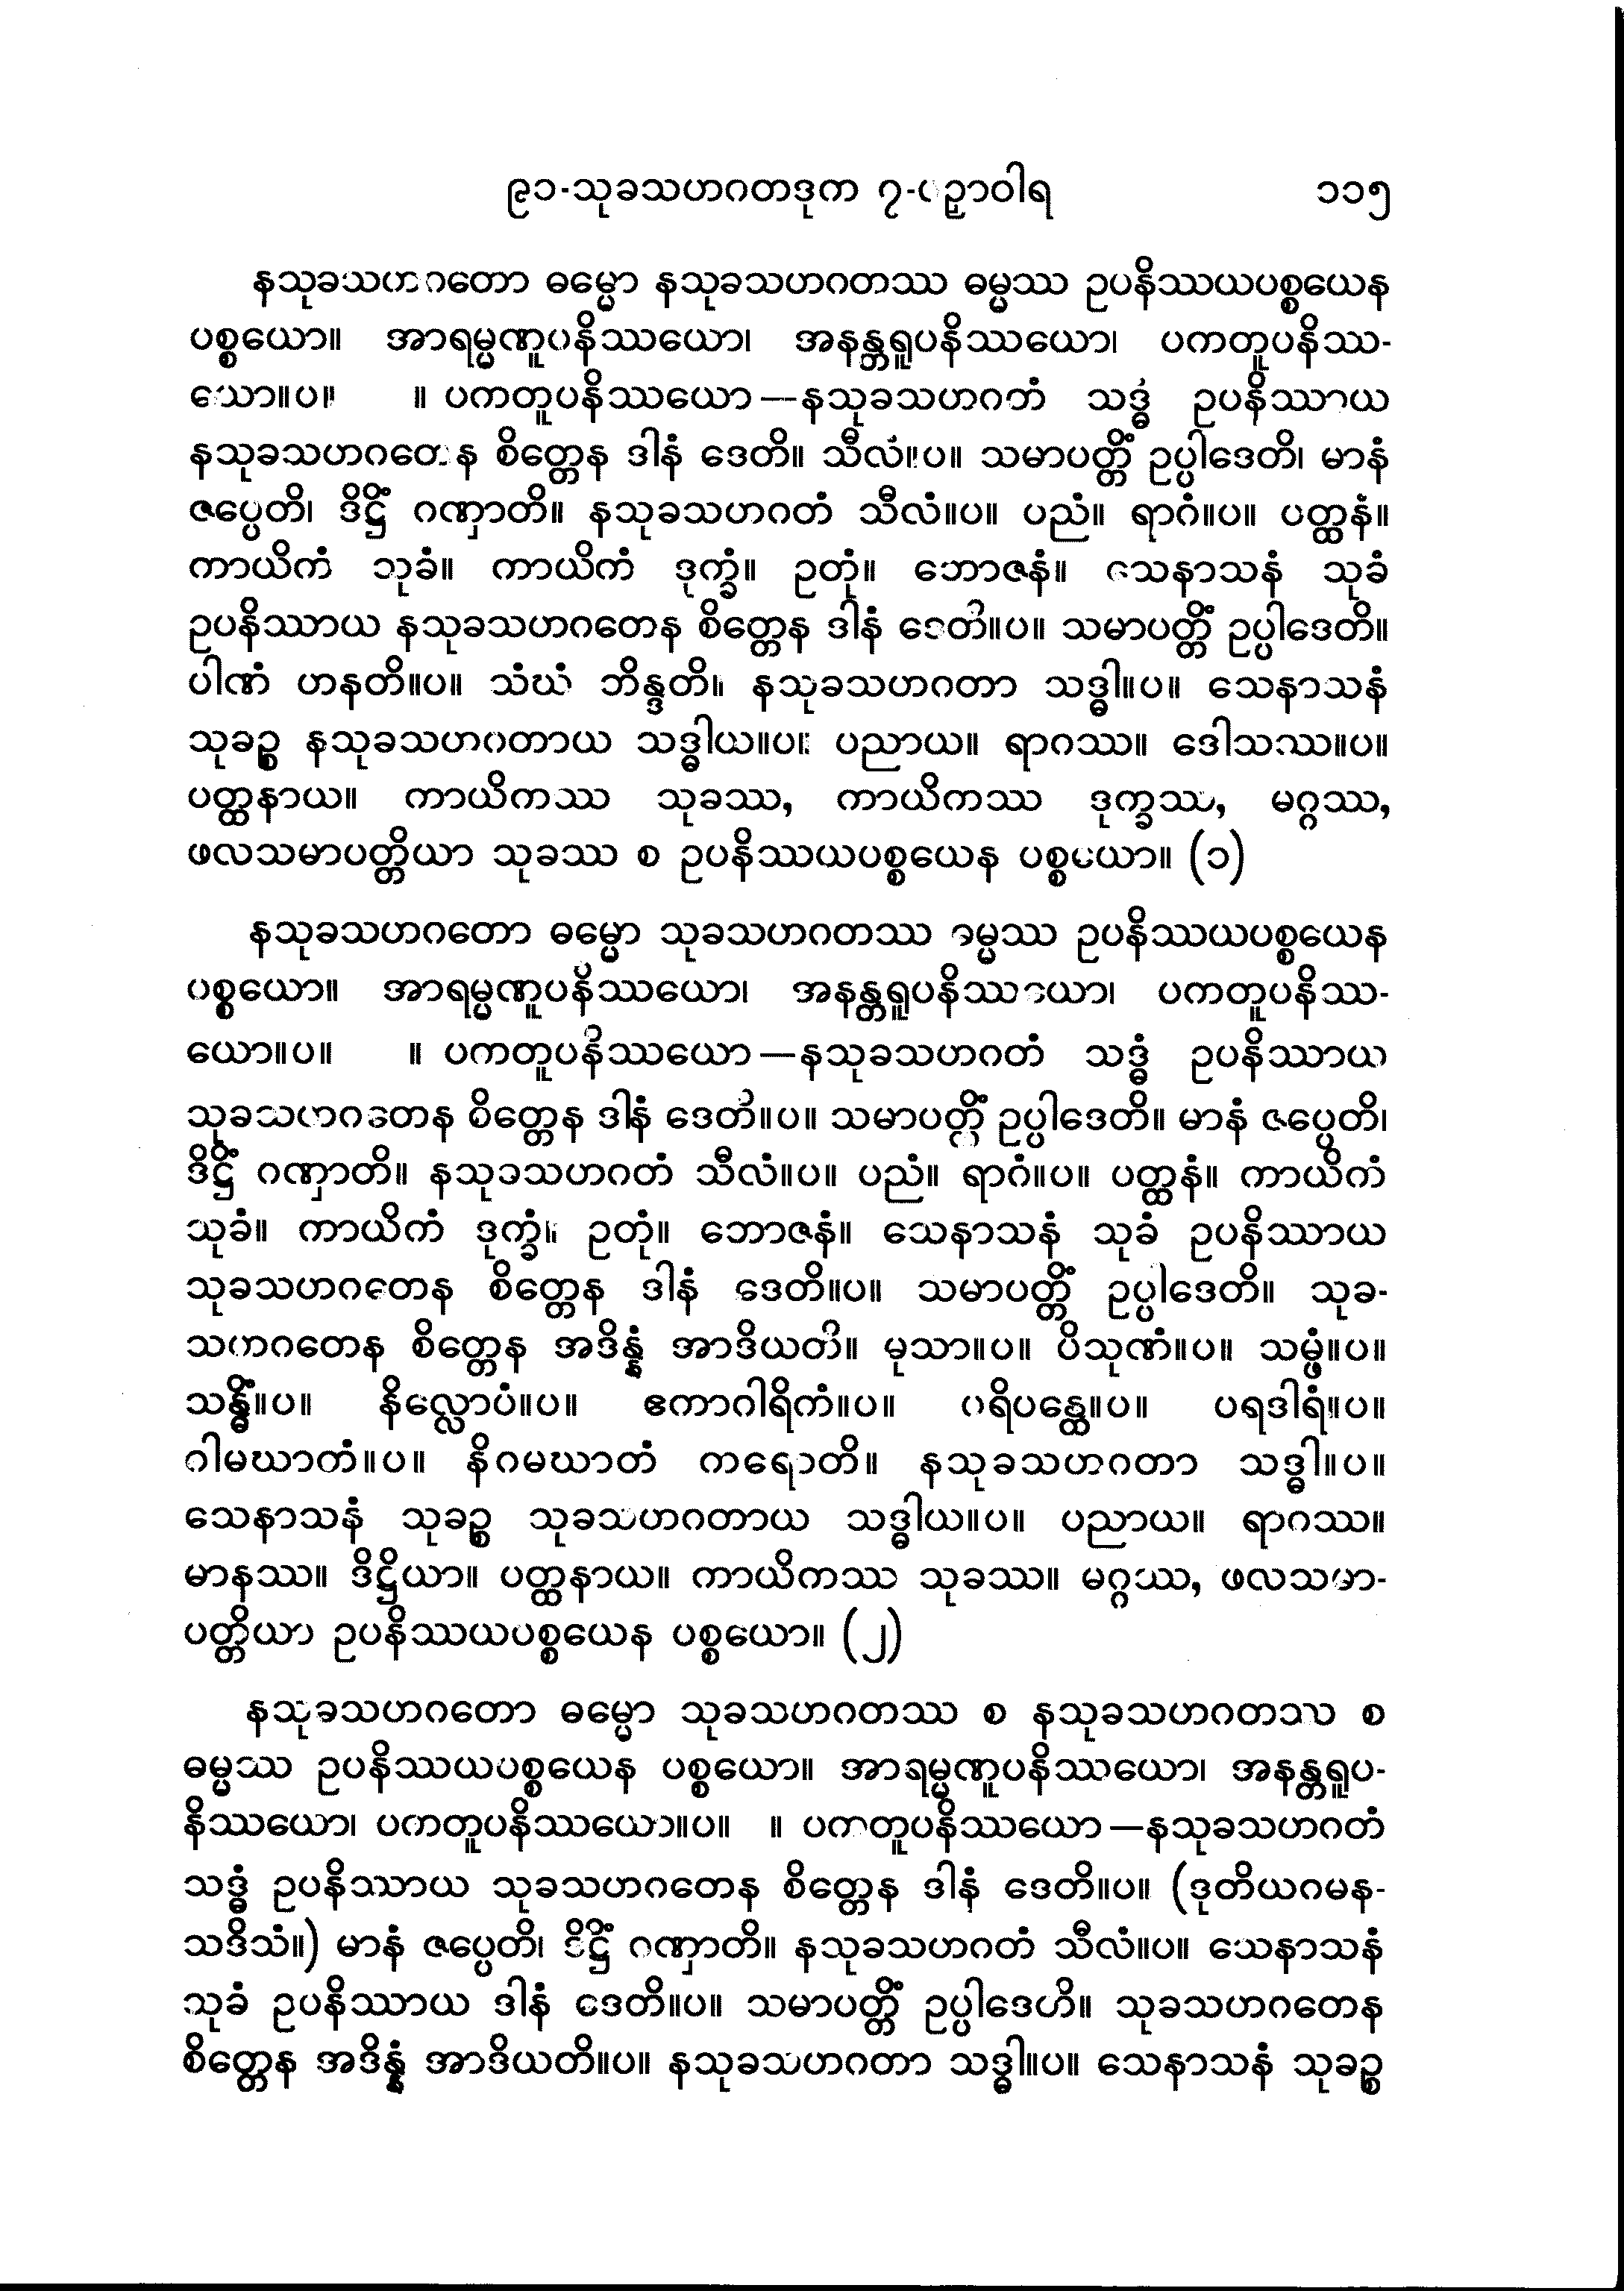 ၉၁-သုခသဟဂတဒုက ၇-ပဉှာဝါရ ၁၁၅
နသုခသဟဂတော ဓမ္မော နသုခသဟဂတဿ ဓမ္မဿ ဥပနိဿယပစ္စယေန
ပစ္စယော။ အာရမ္မဏူပနိဿယော၊ အနန္တရူပနိဿယော၊ ပကတူပနိဿ-
ယော။ပ။ ။ ပကတူပနိဿယော—နသုခသဟဂတံ သဒ္ဓံ ဥပနိဿာယ
နသုခသဟဂတေန စိတ္တေန ဒါနံ ဒေတိ။ သီလံ။ပ။ သမာပတ္တိံ ဥပ္ပါဒေတိ၊ မာနံ
ဇပ္ပေတိ၊ ဒိဋ္ဌိံ ဂဏှာတိ။ နသုခသဟဂတံ သီလံ။ပ။ ပညံ။ ရာဂံ။ပ။ ပတ္ထနံ။
ကာယိကံ သုခံ။ ကာယိကံ ဒုက္ခံ။ ဥတုံ။ ဘောဇနံ။ သေနာသနံ သုခံ
ဥပနိဿာယ နသုခသဟဂတေန စိတ္တေန ဒါနံ ဒေတိ။ပ။ သမာပတ္တိံ ဥပ္ပါဒေတိ။
ပါဏံ ဟနတိ။ပ။ သံဃံ ဘိန္ဒတိ။ နသုခသဟဂတာ သဒ္ဓါ။ပ။ သေနာသနံ
သုခဉ္စ နသုခသဟဂတာယ သဒ္ဓါယ။ပ။ ပညာယ။ ရာဂဿ။ ဒေါသဿ။ပ။
ပတ္ထနာယ။ ကာယိကဿ သုခဿ, ကာယိကဿ ဒုက္ခဿ, မဂ္ဂဿ,
ဖလသမာပတ္တိယာ သုခဿ စ ဥပနိဿယပစ္စယေန ပစ္စယော။ (၁)
နသုခသဟဂတော ဓမ္မော သုခသဟဂတဿ ဓမ္မဿ ဥပနိဿယပစ္စယေန
ပစ္စယော။ အာရမ္မဏူပနိဿယော၊ အနန္တရူပနိဿယော၊ ပကတူပနိဿ-
ယော။ပ။ ။ ပကတူပနိဿယော—နသုခသဟဂတံ သဒ္ဓံ ဥပနိဿာယ
သုခသဟဂတေန စိတ္တေန ဒါနံ ဒေတိ။ပ။ သမာပတ္တိံ ဥပ္ပါဒေတိ။ မာနံ ဇပ္ပေတိ၊
ဒိဋ္ဌိံ ဂဏှာတိ။ နသုခသဟဂတံ သီလံ။ပ။ ပညံ။ ရာဂံ။ပ။ ပတ္ထနံ။ ကာယိကံ
သုခံ။ ကာယိကံ ဒုက္ခံ။ ဥတုံ။ ဘောဇနံ။ သေနာသနံ သုခံ ဥပနိဿာယ
သုခသဟဂတေန စိတ္တေန ဒါနံ ဒေတိ။ပ။ သမာပတ္တိံ ဥပ္ပါဒေတိ။ သုခ-
သဟဂတေန စိတ္တေန အဒိန္နံ အာဒိယတိ။ မုသာ။ပ။ ပိသုဏံ။ပ။ သမ္ဖံ။ပ။
သန္ဓိံ။ပ။ နိလ္လောပံ။ပ။ ဧကာဂါရိကံ။ပ။ ပရိပန္ထေ။ပ။ ပရဒါရံ။ပ။
ဂါမဃာတံ။ပ။ နိဂမဃာတံ ကရောတိ။ နသုခသဟဂတာ သဒ္ဓါ။ပ။
သေနာသနံ သုခဉ္စ သုခသဟဂတာယ သဒ္ဓါယ။ပ။ ပညာယ။ ရာဂဿ။
မာနဿ။ ဒိဋ္ဌိယာ။ ပတ္ထနာယ။ ကာယိကဿ သုခဿ။ မဂ္ဂဿ, ဖလသမာ-
ပတ္တိယာ ဥပနိဿယပစ္စယေန ပစ္စယော။ (၂)
နသုခသဟဂတော ဓမ္မော သုခသဟဂတဿ စ နသုခသဟဂတဿ စ
ဓမ္မဿ ဥပနိဿယပစ္စယေန ပစ္စယော။ အာရမ္မဏူပနိဿယော၊ အနန္တရူပ-
နိဿယော၊ ပကတူပနိဿယော။ပ။ ။ ပကတူပနိဿယော—နသုခသဟဂတံ
သဒ္ဓံ ဥပနိဿာယ သုခသဟဂတေန စိတ္တေန ဒါနံ ဒေတိ။ပ။ (ဒုတိယဂမန-
သဒိသံ။) မာနံ ဇပ္ပေတိ၊ ဒိဋ္ဌိံ ဂဏှာတိ။ နသုခသဟဂတံ သီလံ။ပ။ သေနာသနံ
သုခံ ဥပနိဿာယ ဒါနံ ဒေတိ။ပ။ သမာပတ္တိံ ဥပ္ပါဒေဟိ။ သုခသဟဂတေန
စိတ္တေန အဒိန္နံ အာဒိယတိ။ပ။ နသုခသဟဂတာ သဒ္ဓါ။ပ။ သေနာသနံ သုခဉ္စ